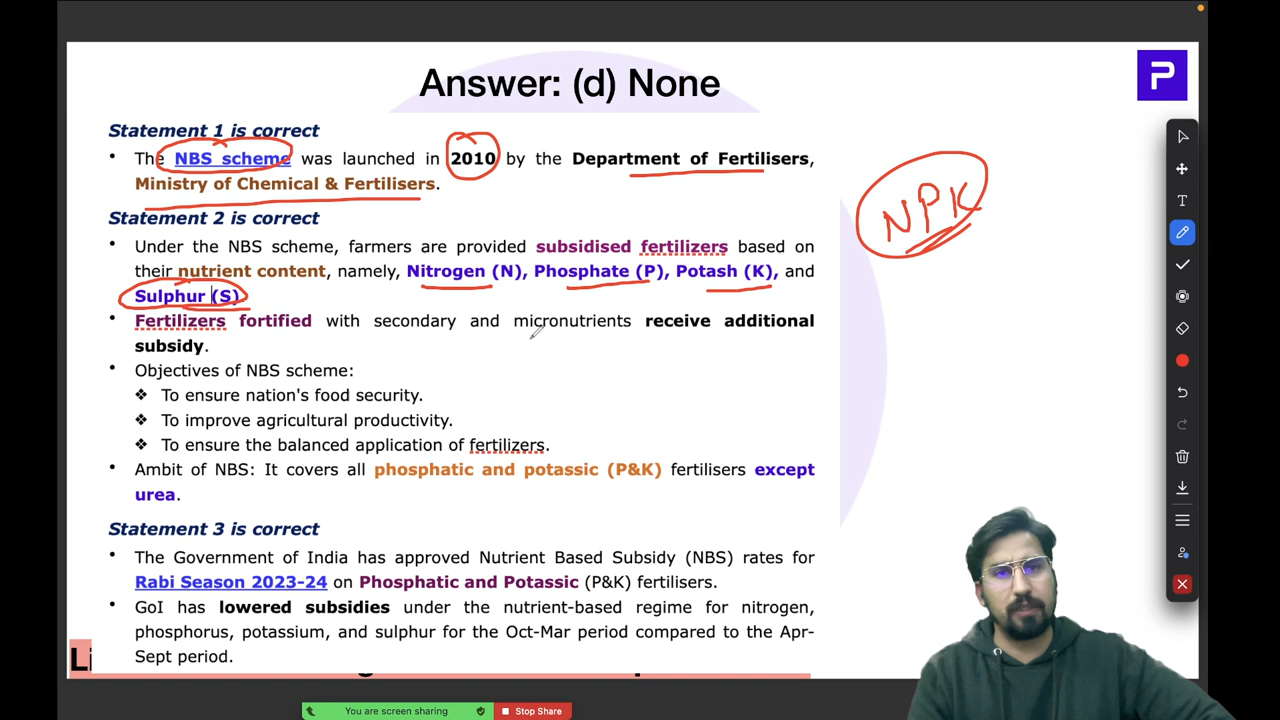 Answer: (d) None
P
Statement 1 is correct
• The NBS scheme was launched in 2010 by the Department of Fertilisers,
Ministry of Chemical & Fertilisers.
NPK
Statement 2 is correct
• Under the NBS scheme, farmers are provided subsidised fertilizers based on
their nutrient content, namely, Nitrogen (N), Phosphate (P), Potash (K), and
Sulphur (S)
• Fertilizers fortified with secondary and micronutrients receive additional
subsidy.
• Objectives of NBS scheme:
❖ To ensure nation's food security.
❖ To improve agricultural productivity.
❖ To ensure the balanced application of fertilizers.
• Ambit of NBS: It covers all phosphatic and potassic (P&K) fertilisers except
urea.
Statement 3 is correct
• The Government of India has approved Nutrient Based Subsidy (NBS) rates for
Rabi Season 2023-24 on Phosphatic and Potassic (P&K) fertilisers.
• GoI has lowered subsidies under the nutrient-based regime for nitrogen,
phosphorus, potassium, and sulphur for the Oct-Mar period compared to the Apr-
Sept period.
You are screen sharing
Stop Share